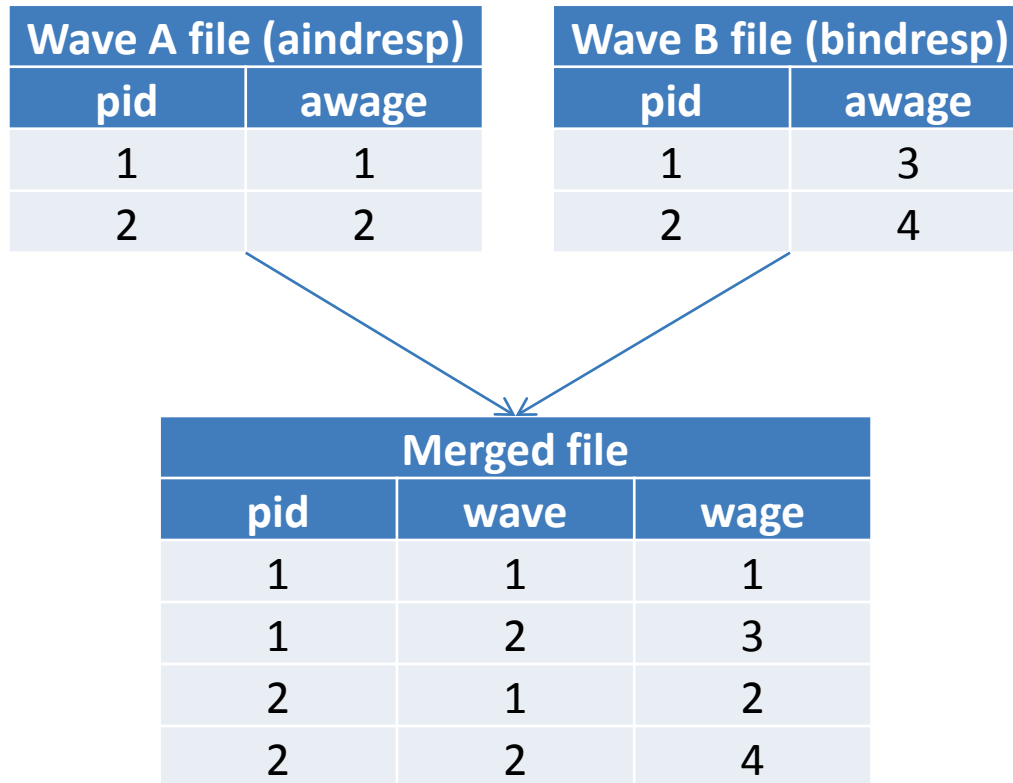 Wave A file (aindresp)
pid awage
1 1
2 2
Wave B file (bindresp)
pid awage
1 3
2 4
Merged file
pid wave wage
1 1 1
1 2 3
2 1 2
2 2 4